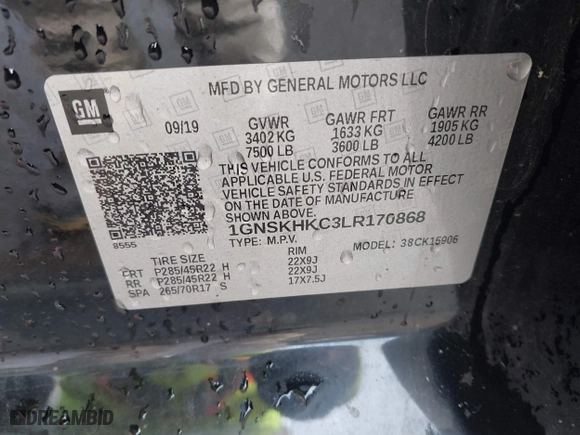 MFD BY GENERAL MOTORS LLC
GM
09/19 GVWR GAWR FRT GAWR RR
3402 KG 1633 KG 1905 KG
7500 LB 3600 LB 4200 LB
THIS VEHICLE CONFORMS TO ALL
APPLICABLE U.S. FEDERAL MOTOR
VEHICLE SAFETY STANDARDS IN EFFECT
ON THE DATE OF MANUFACTURE
SHOWN ABOVE.
1GNSKHKC3LR170868
8555
TYPE: M.P.V. MODEL: 38CK15906
TIRE SIZE RIM
FRT P285/45R22 H 22X9J
RR P285/45R22 H 22X9J
SPA 265/70R17 S 17X7.5J
DREAMBID